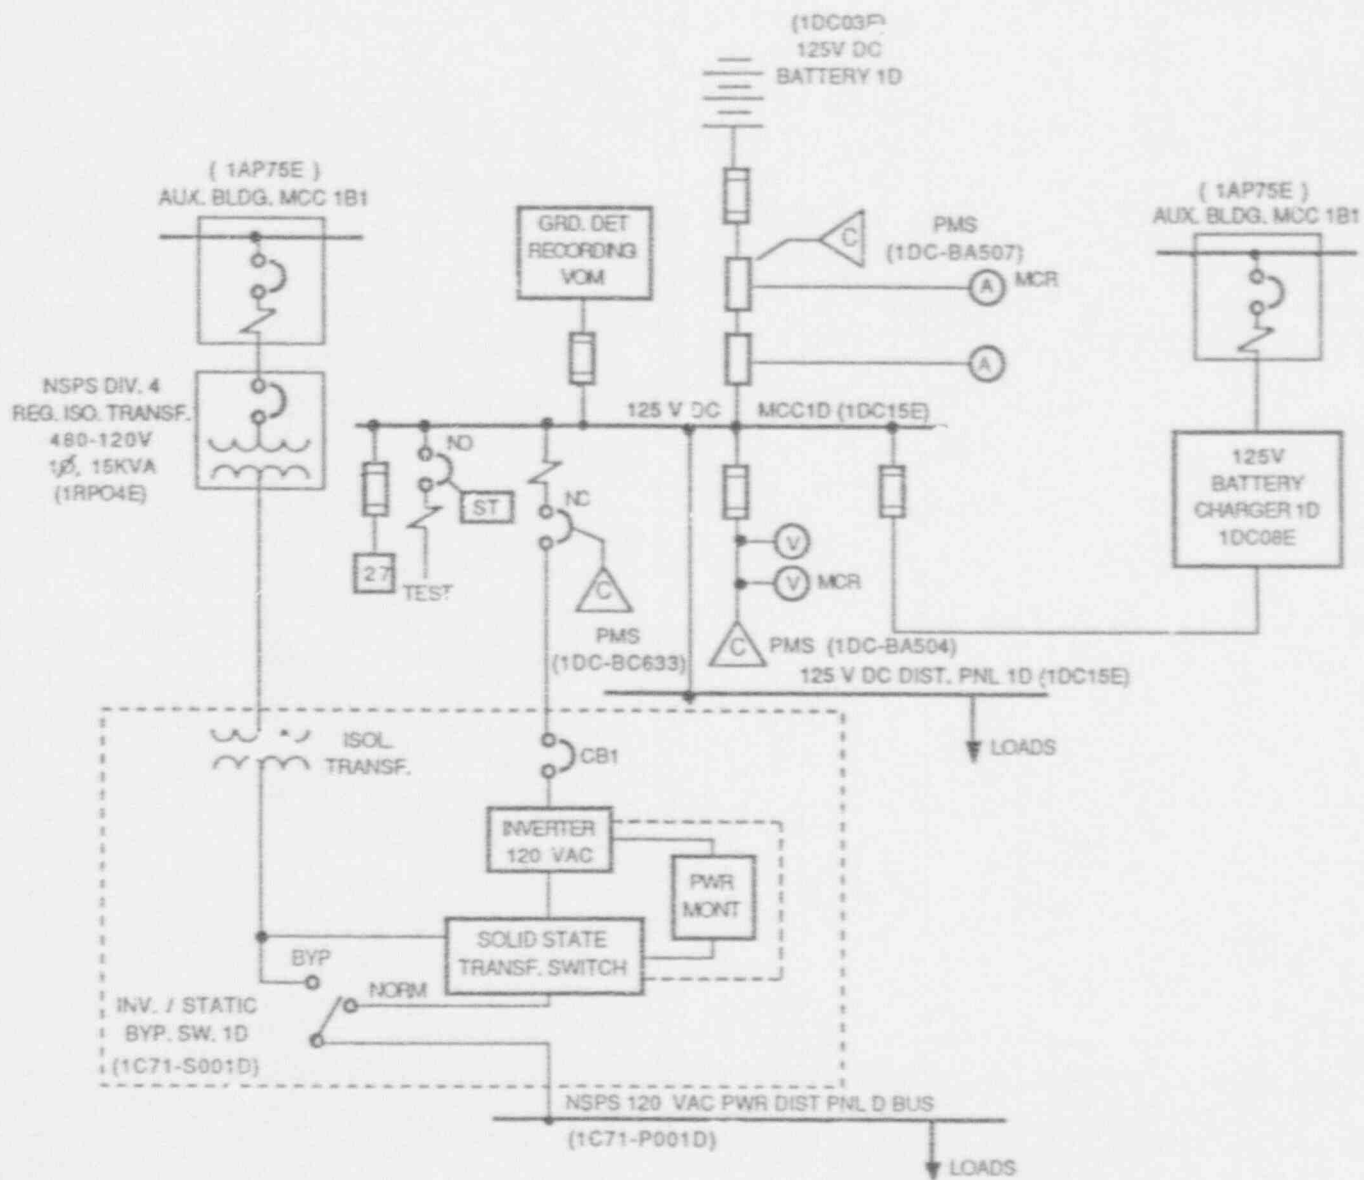 (1DC03E)
125V DC
BATTERY 1D
( 1AP75E )
AUX. BLDG. MCC 1B1
GRD. DET
RECORDING
VOM
C
PMS
(1DC-BA507)
A
MCR
( 1AP75E )
AUX. BLDG. MCC 1B1
A
NSPS DIV. 4
REG. ISO. TRANSF.
480-120V
1Ø, 15KVA
(1RPO4E)
125 V DC
MCC1D (1DC15E)
NO
ST
NC
27
TEST
C
PMS
(1DC-BC633)
V
V
MCR
C
PMS (1DC-BA504)
125V
BATTERY
CHARGER 1D
1DC08E
125 V DC DIST. PNL 1D (1DC15E)
LOADS
ISOL.
TRANSF.
CB1
INVERTER
120 VAC
PWR
MONT
SOLID STATE
TRANSF. SWITCH
BYP
NORM
INV. / STATIC
BYP. SW. 1D
(1C71-S001D)
NSPS 120 VAC PWR DIST PNL D BUS
(1C71-P001D)
LOADS